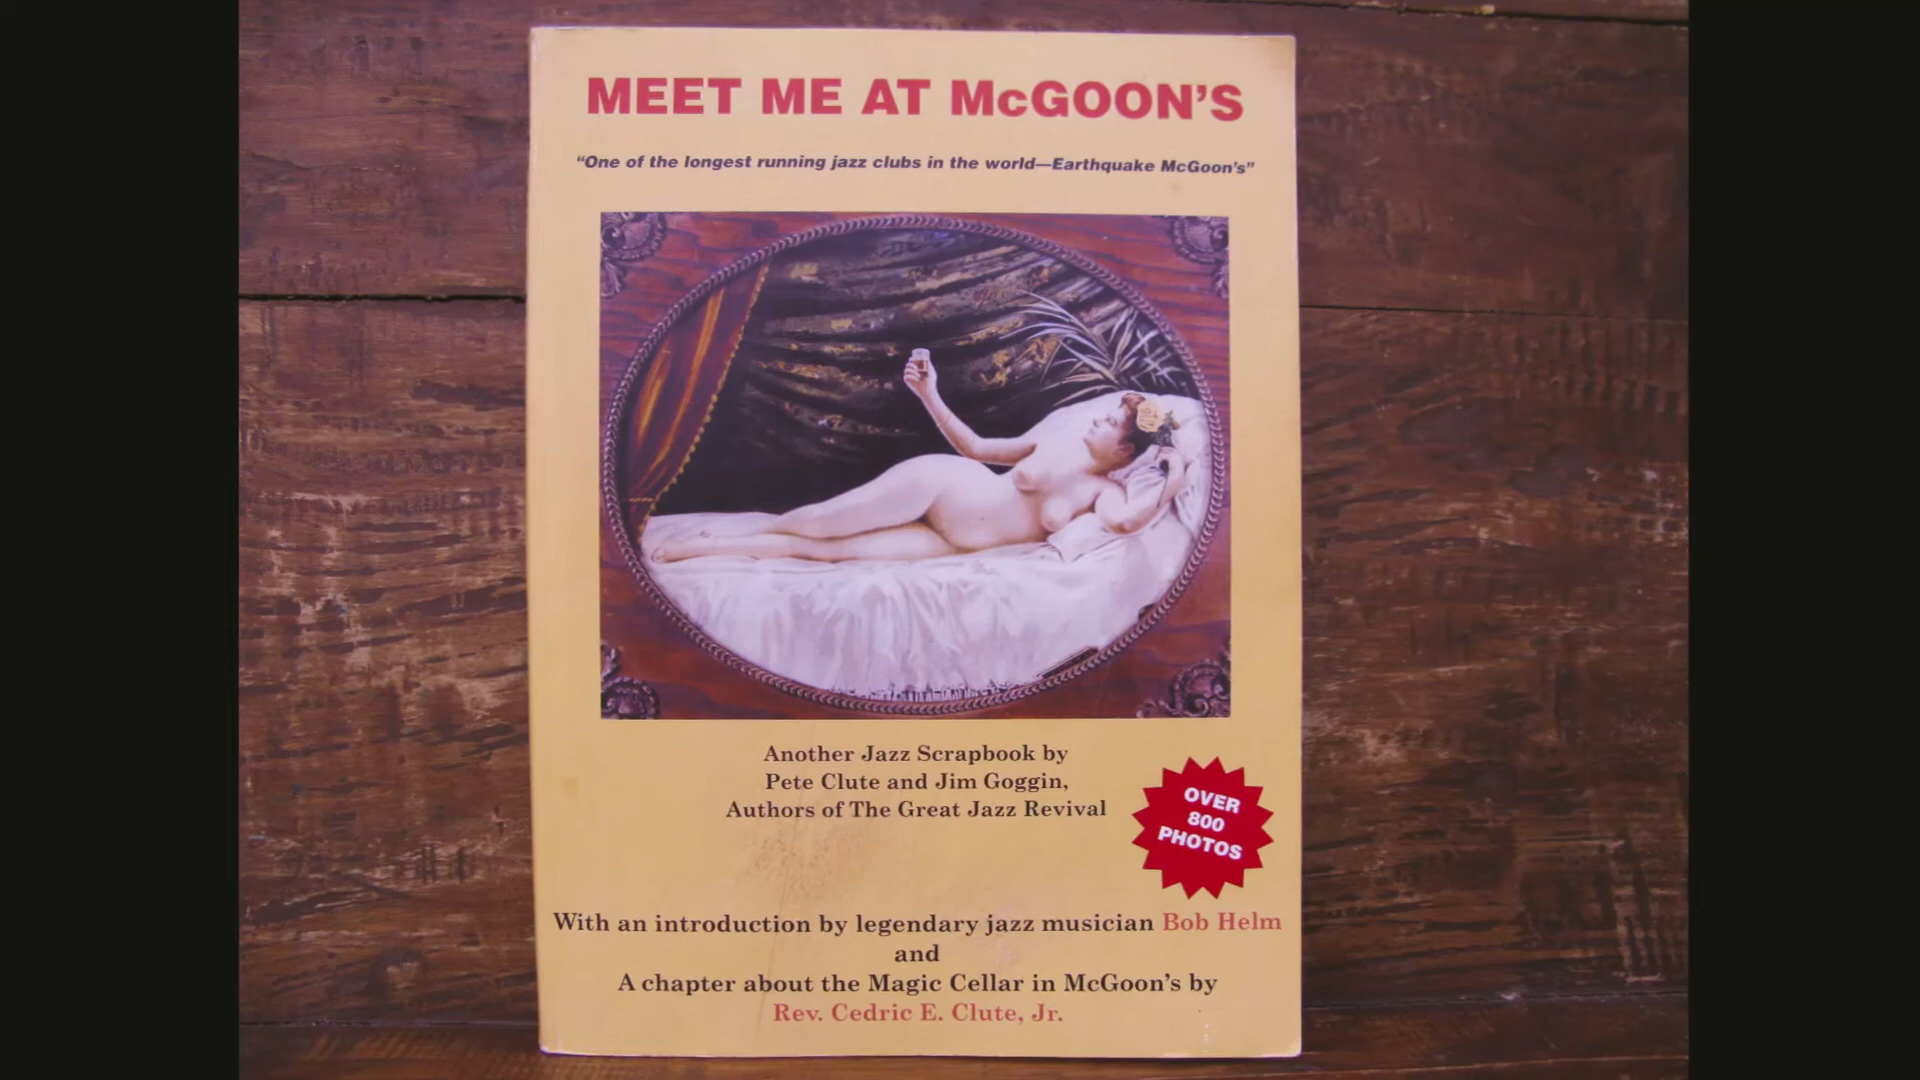 MEET ME AT McGOON'S
“One of the longest running jazz clubs in the world—Earthquake McGoon's”
Another Jazz Scrapbook by
Pete Clute and Jim Goggin,
Authors of The Great Jazz Revival
OVER
800
PHOTOS
With an introduction by legendary jazz musician Bob Helm
and
A chapter about the Magic Cellar in McGoon's by
Rev. Cedric E. Clute, Jr.